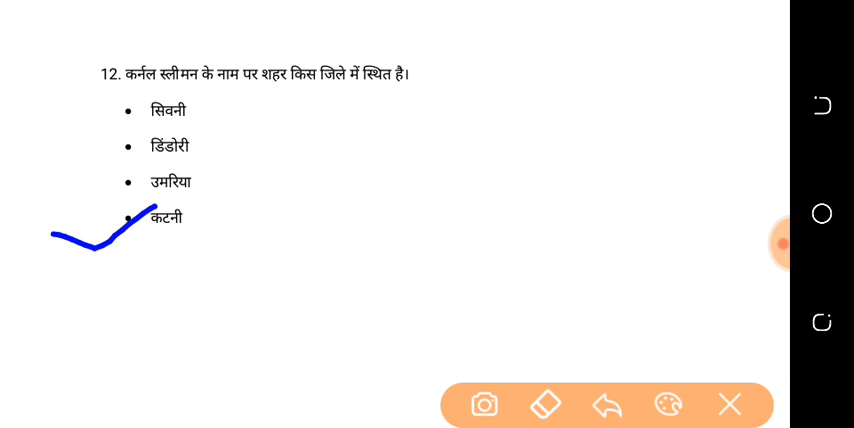 12. कर्नल स्लीमन के नाम पर शहर किस जिले में स्थित है।
• सिवनी
• डिंडोरी
• उमरिया
• कटनी